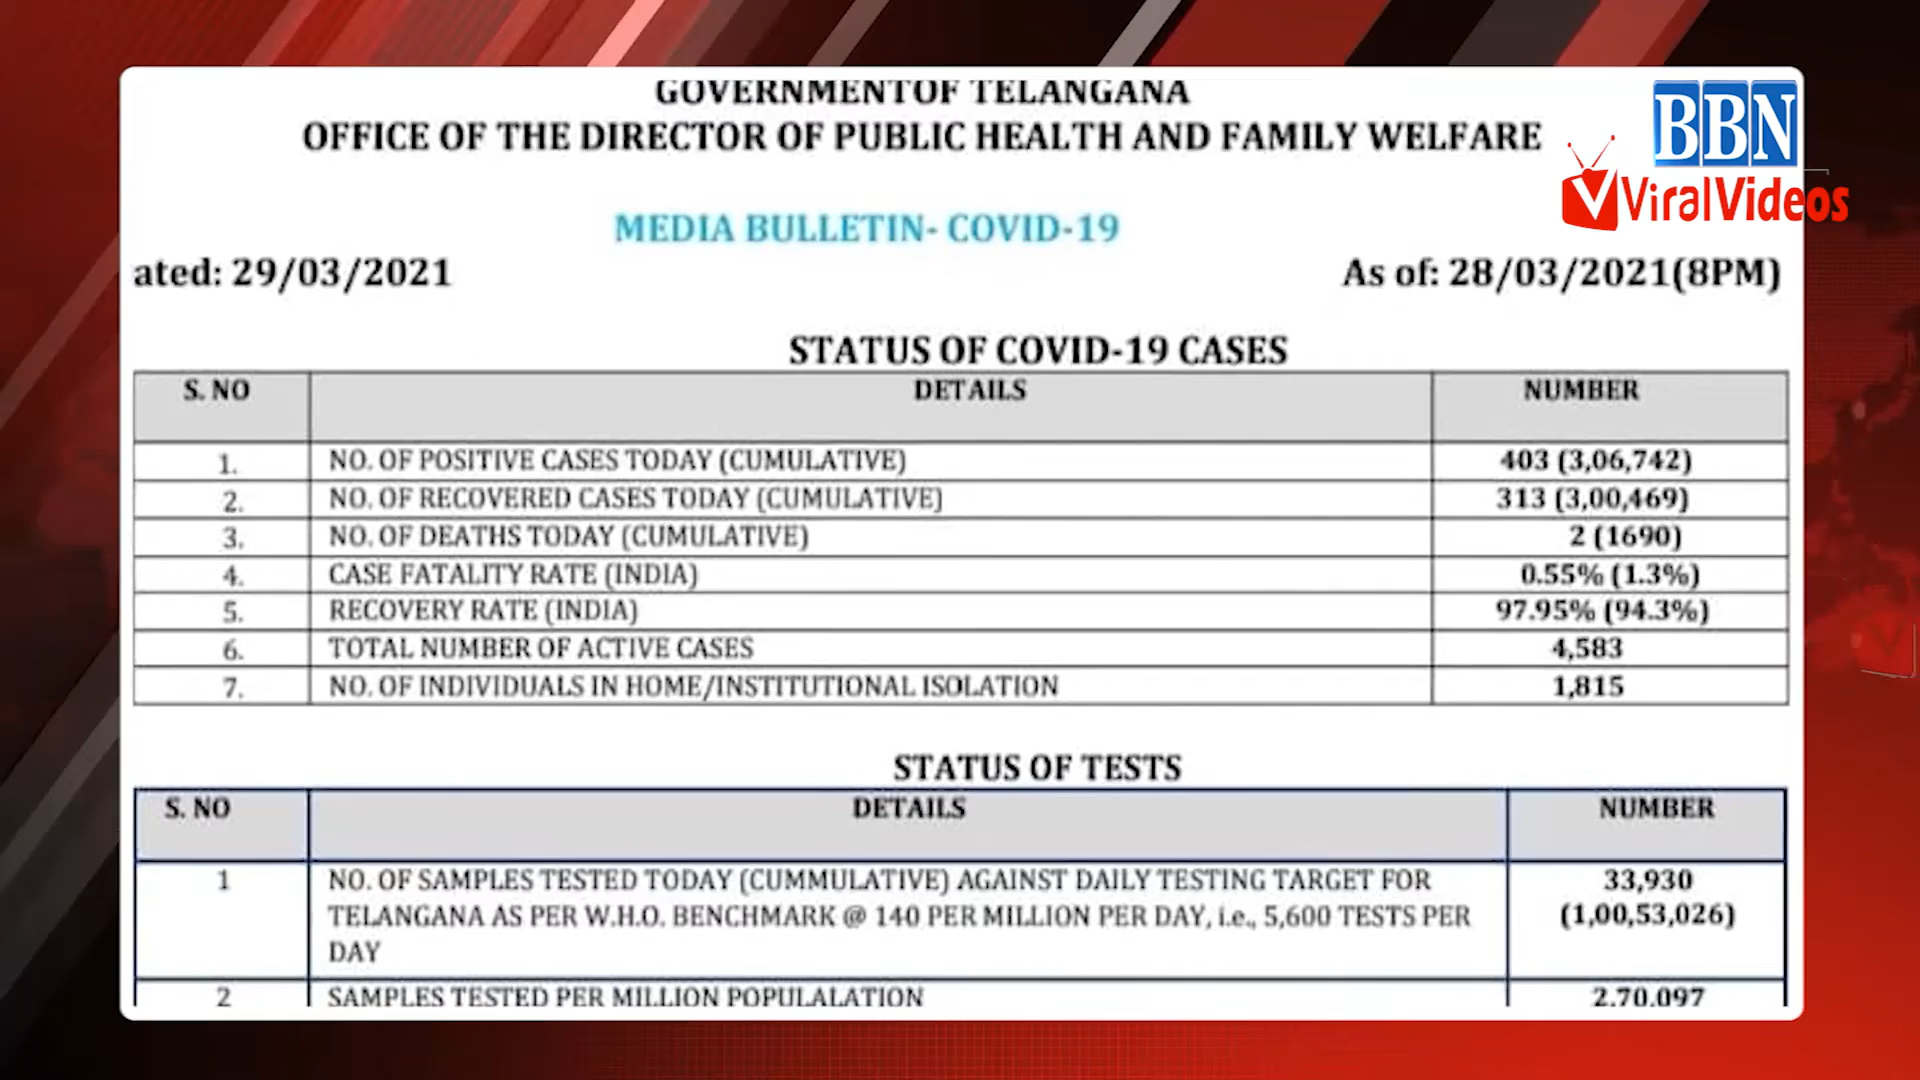 GOVERNMENTOF TELANGANA
OFFICE OF THE DIRECTOR OF PUBLIC HEALTH AND FAMILY WELFARE
BBN
ViralVideos
MEDIA BULLETIN- COVID-19
ated: 29/03/2021 As of: 28/03/2021(8PM)
STATUS OF COVID-19 CASES
S. NO DETAILS NUMBER
1. NO. OF POSITIVE CASES TODAY (CUMULATIVE) 403 (3,06,742)
2. NO. OF RECOVERED CASES TODAY (CUMULATIVE) 313 (3,00,469)
3. NO. OF DEATHS TODAY (CUMULATIVE) 2 (1690)
4. CASE FATALITY RATE (INDIA) 0.55% (1.3%)
5. RECOVERY RATE (INDIA) 97.95% (94.3%)
6. TOTAL NUMBER OF ACTIVE CASES 4,583
7. NO. OF INDIVIDUALS IN HOME/INSTITUTIONAL ISOLATION 1,815
STATUS OF TESTS
S. NO DETAILS NUMBER
1 NO. OF SAMPLES TESTED TODAY (CUMMULATIVE) AGAINST DAILY TESTING TARGET FOR 33,930
TELANGANA AS PER W.H.O. BENCHMARK @ 140 PER MILLION PER DAY, i.e., 5,600 TESTS PER (1,00,53,026)
DAY
2 SAMPLES TESTED PER MILLION POPULALATION 2,70,097